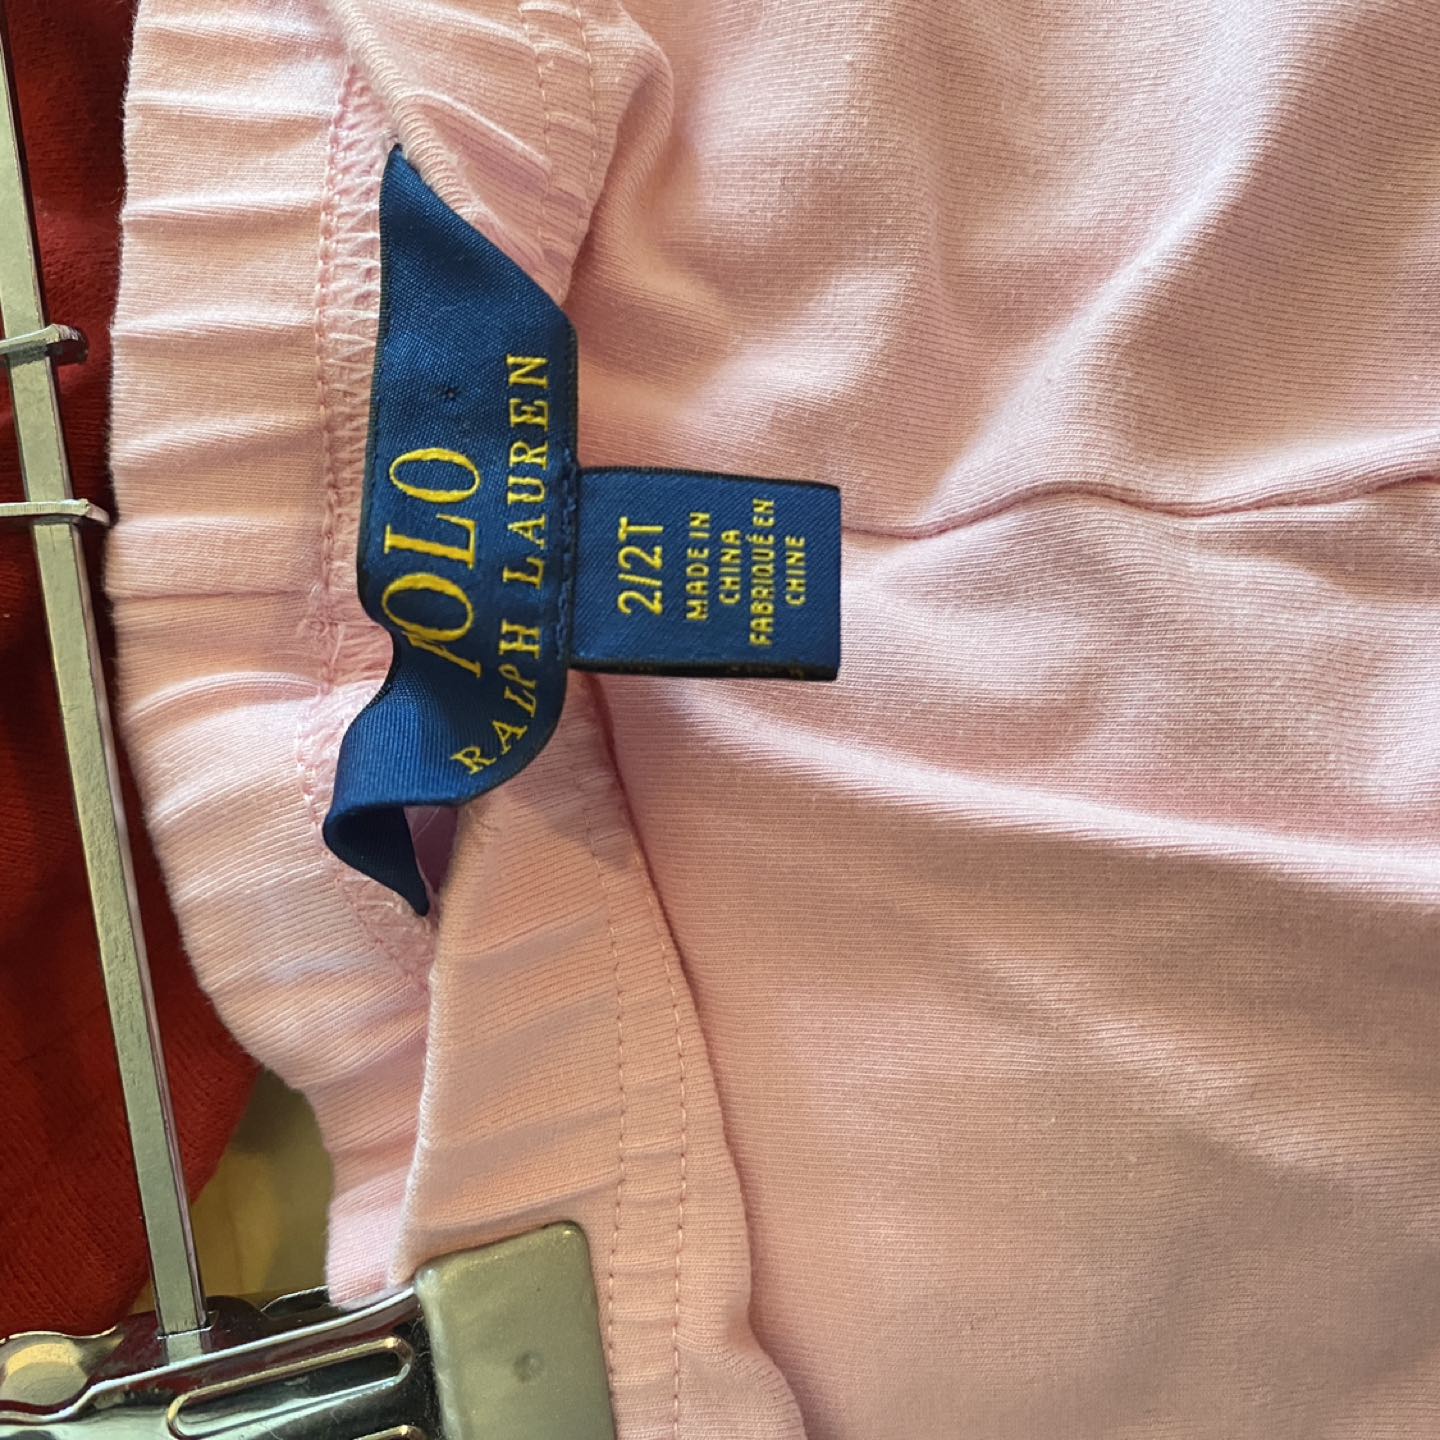 POLO
RALPH LAUREN
2/2T
MADE IN
CHINA
FABRIQUÉ EN
CHINE